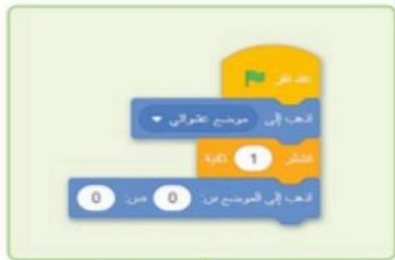 عند نقر
اذهب إلى موضع عشوائي
انتظر 1 ثانية
اذهب إلى الموضع س: 0 ص: 0